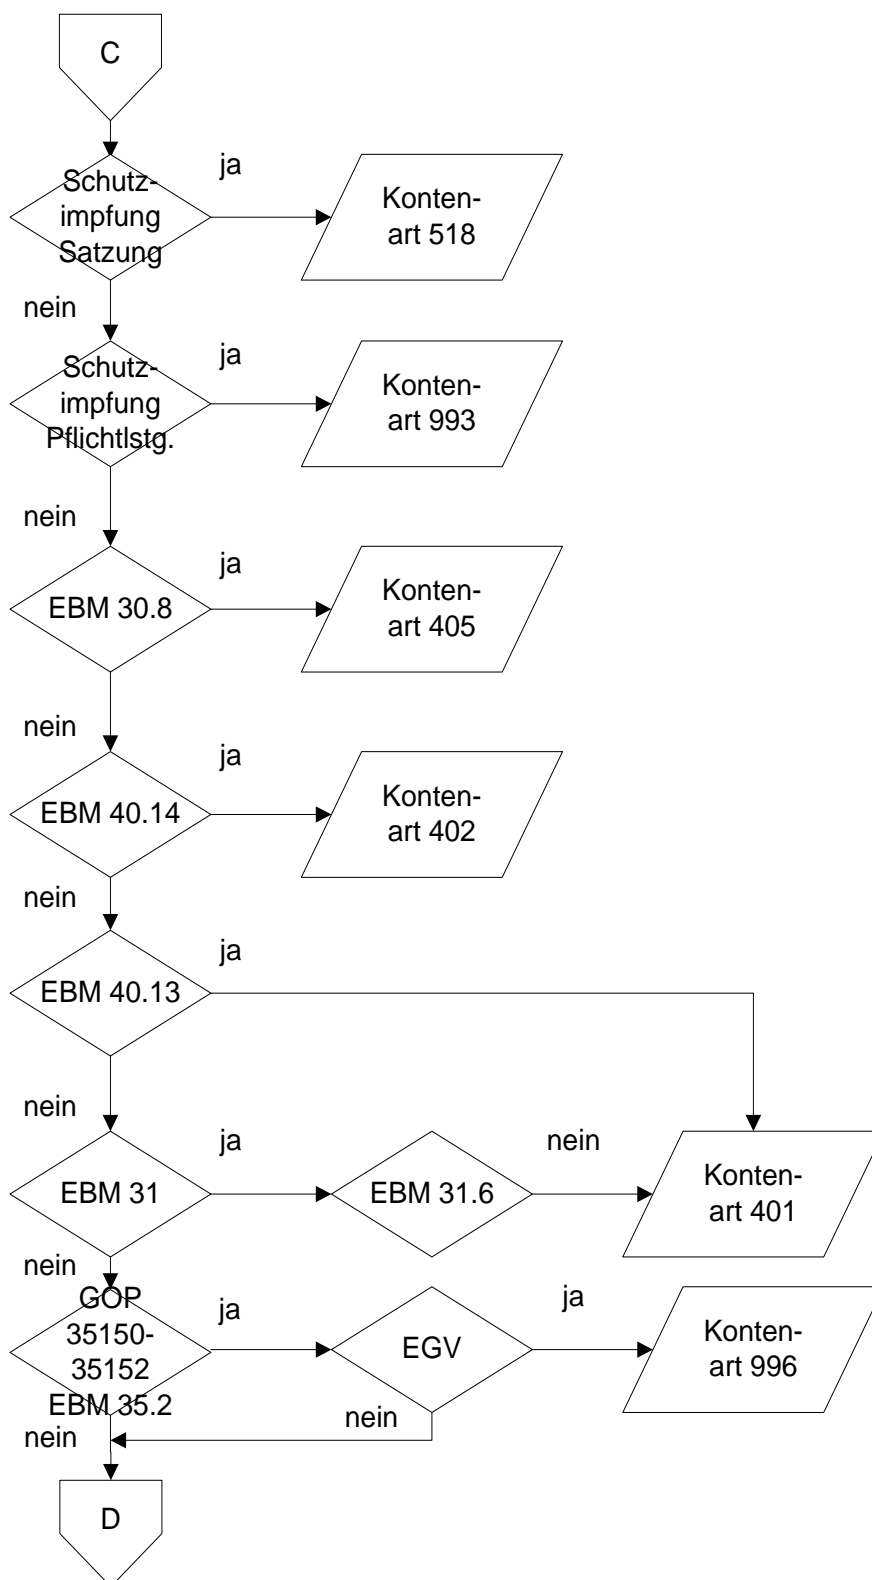 C
ja
Schutz-
impfung
Satzung
Konten-
art 518
nein
ja
Schutz-
impfung
Pflichtlstg.
Konten-
art 993
nein
ja
EBM 30.8
Konten-
art 405
nein
ja
EBM 40.14
Konten-
art 402
nein
ja
EBM 40.13
nein
ja
nein
EBM 31
EBM 31.6
Konten-
art 401
nein
GOP
35150-
35152
EBM 35.2
ja
EGV
ja
Konten-
art 996
nein
nein
D